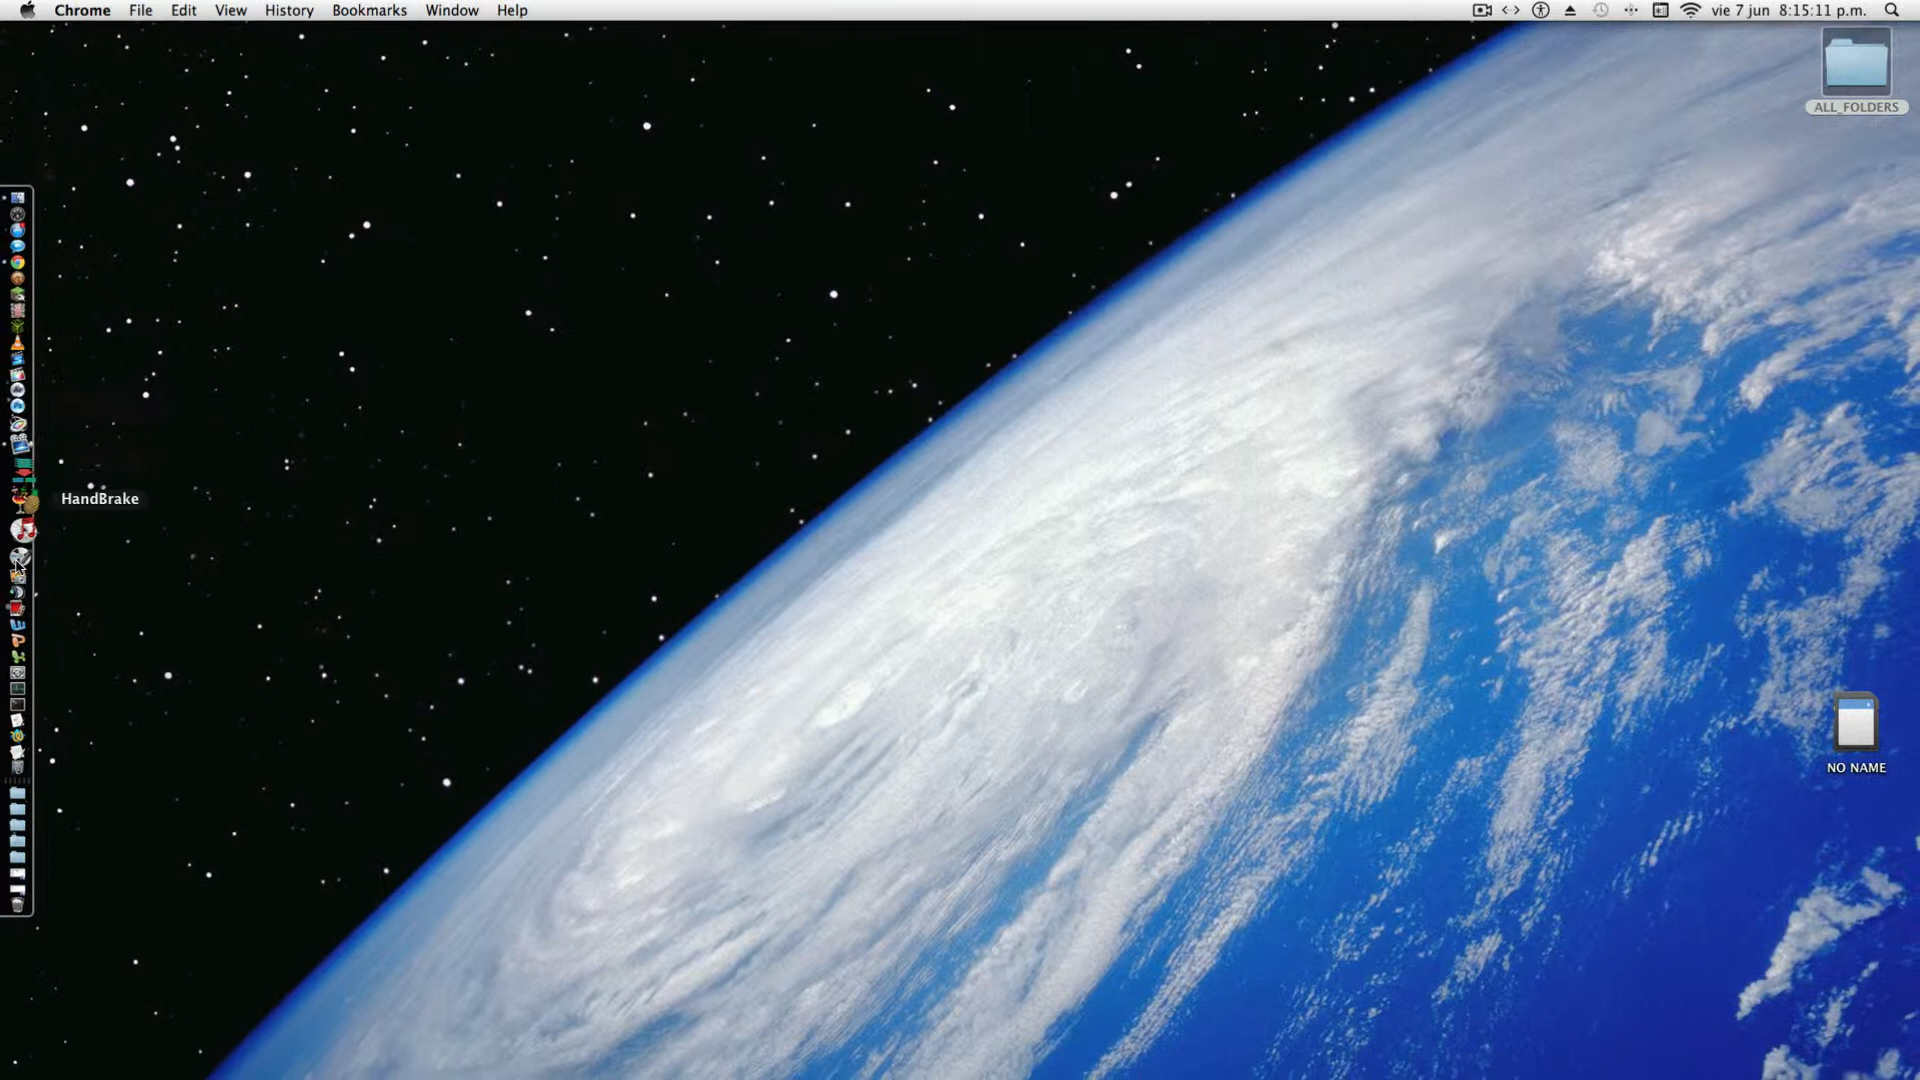 Chrome File Edit View History Bookmarks Window Help vie 7 jun 8:15:11 p.m.
ALL_FOLDERS
HandBrake
NO NAME